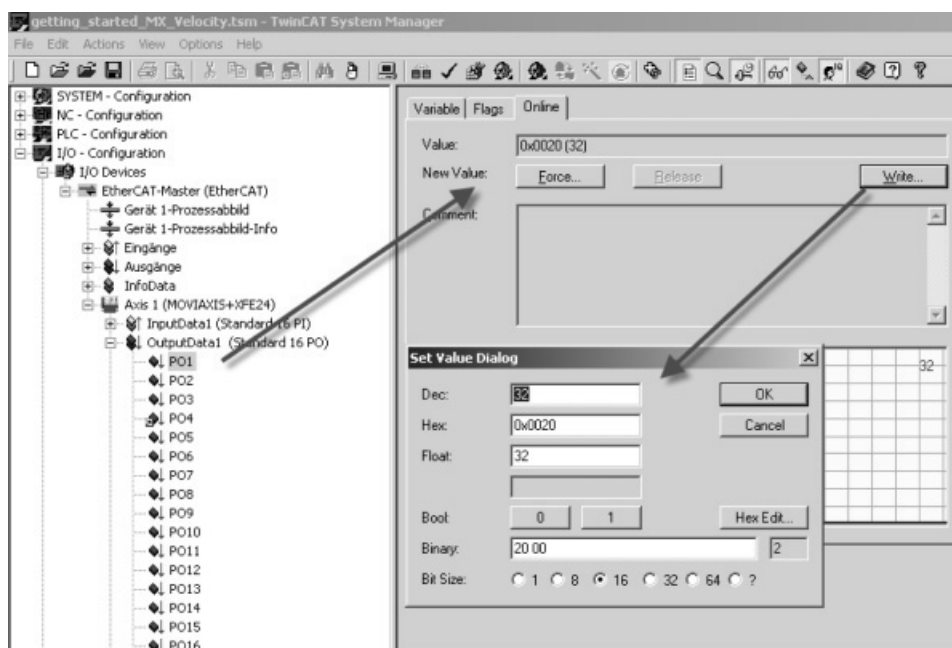 getting_started_MX_Velocity.tsm - TwinCAT System Manager
File Edit Actions View Options Help
SYSTEM - Configuration
NC - Configuration
PLC - Configuration
I/O - Configuration
I/O Devices
EtherCAT-Master (EtherCAT)
Gerät 1-Prozessabbild
Gerät 1-Prozessabbild-Info
Eingänge
Ausgänge
InfoData
Axis 1 (MOVIAXIS+XFE24)
InputData1 (Standard 16 PI)
OutputData1 (Standard 16 PO)
PO1
PO2
PO3
PO4
PO5
PO6
PO7
PO8
PO9
PO10
PO11
PO12
PO13
PO14
PO15
PO16
Variable Flags Online
Value: 0x0020 (32)
New Value: Force... Release Write...
Comment:
32
Set Value Dialog
Dec: 32 OK
Hex: 0x0020 Cancel
Float: 32
Bool: 0 1 Hex Edit...
Binary: 20 00 2
Bit Size: 1 8 16 32 64 ?